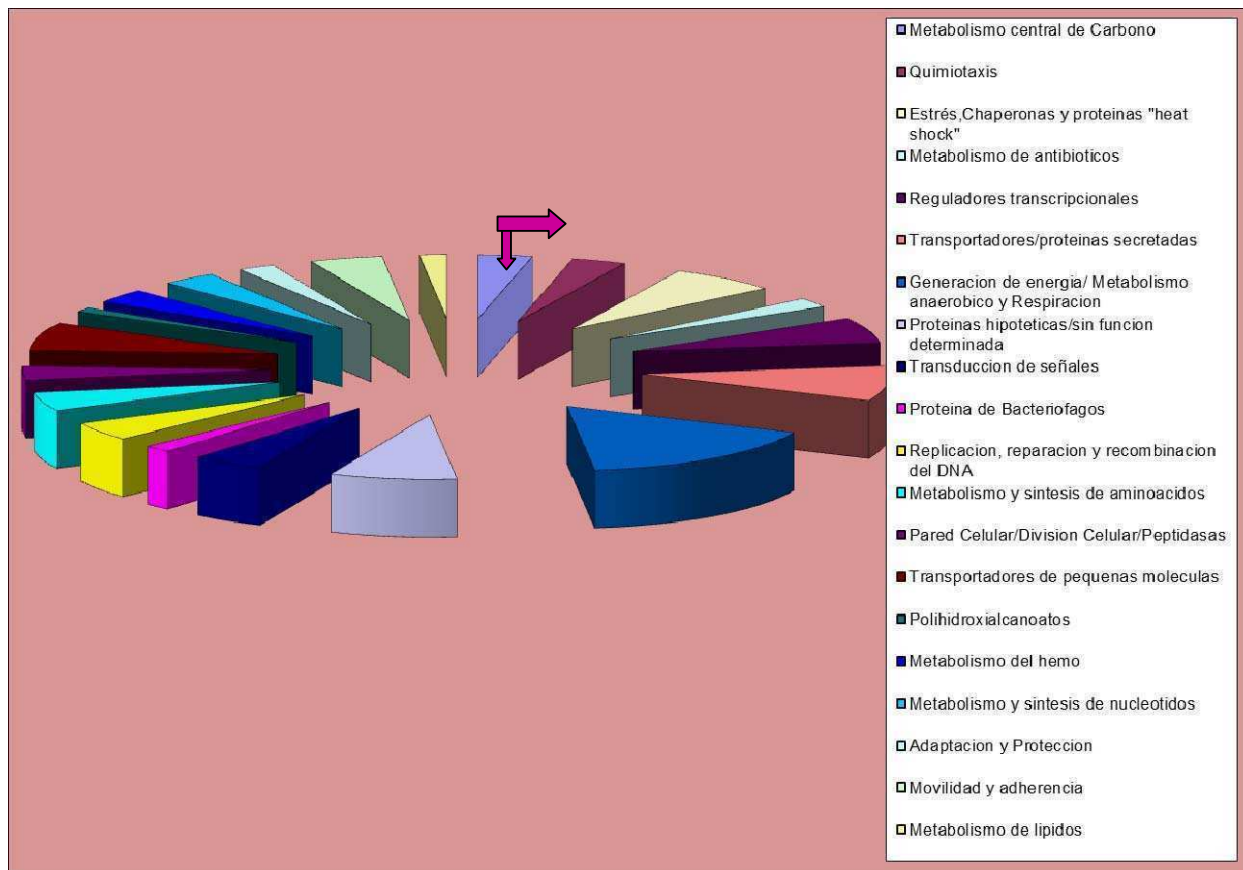 Metabolismo central de Carbono
Quimiotaxis
Estrés,Chaperonas y proteinas "heat
shock"
Metabolismo de antibioticos
Reguladores transcripcionales
Transportadores/proteinas secretadas
Generacion de energia/ Metabolismo
anaerobico y Respiracion
Proteinas hipoteticas/sin funcion
determinada
Transduccion de señales
Proteina de Bacteriofagos
Replicacion, reparacion y recombinacion
del DNA
Metabolismo y sintesis de aminoacidos
Pared Celular/Division Celular/Peptidasas
Transportadores de pequenas moleculas
Polihidroxialcanoatos
Metabolismo del hemo
Metabolismo y sintesis de nucleotidos
Adaptacion y Proteccion
Movilidad y adherencia
Metabolismo de lipidos